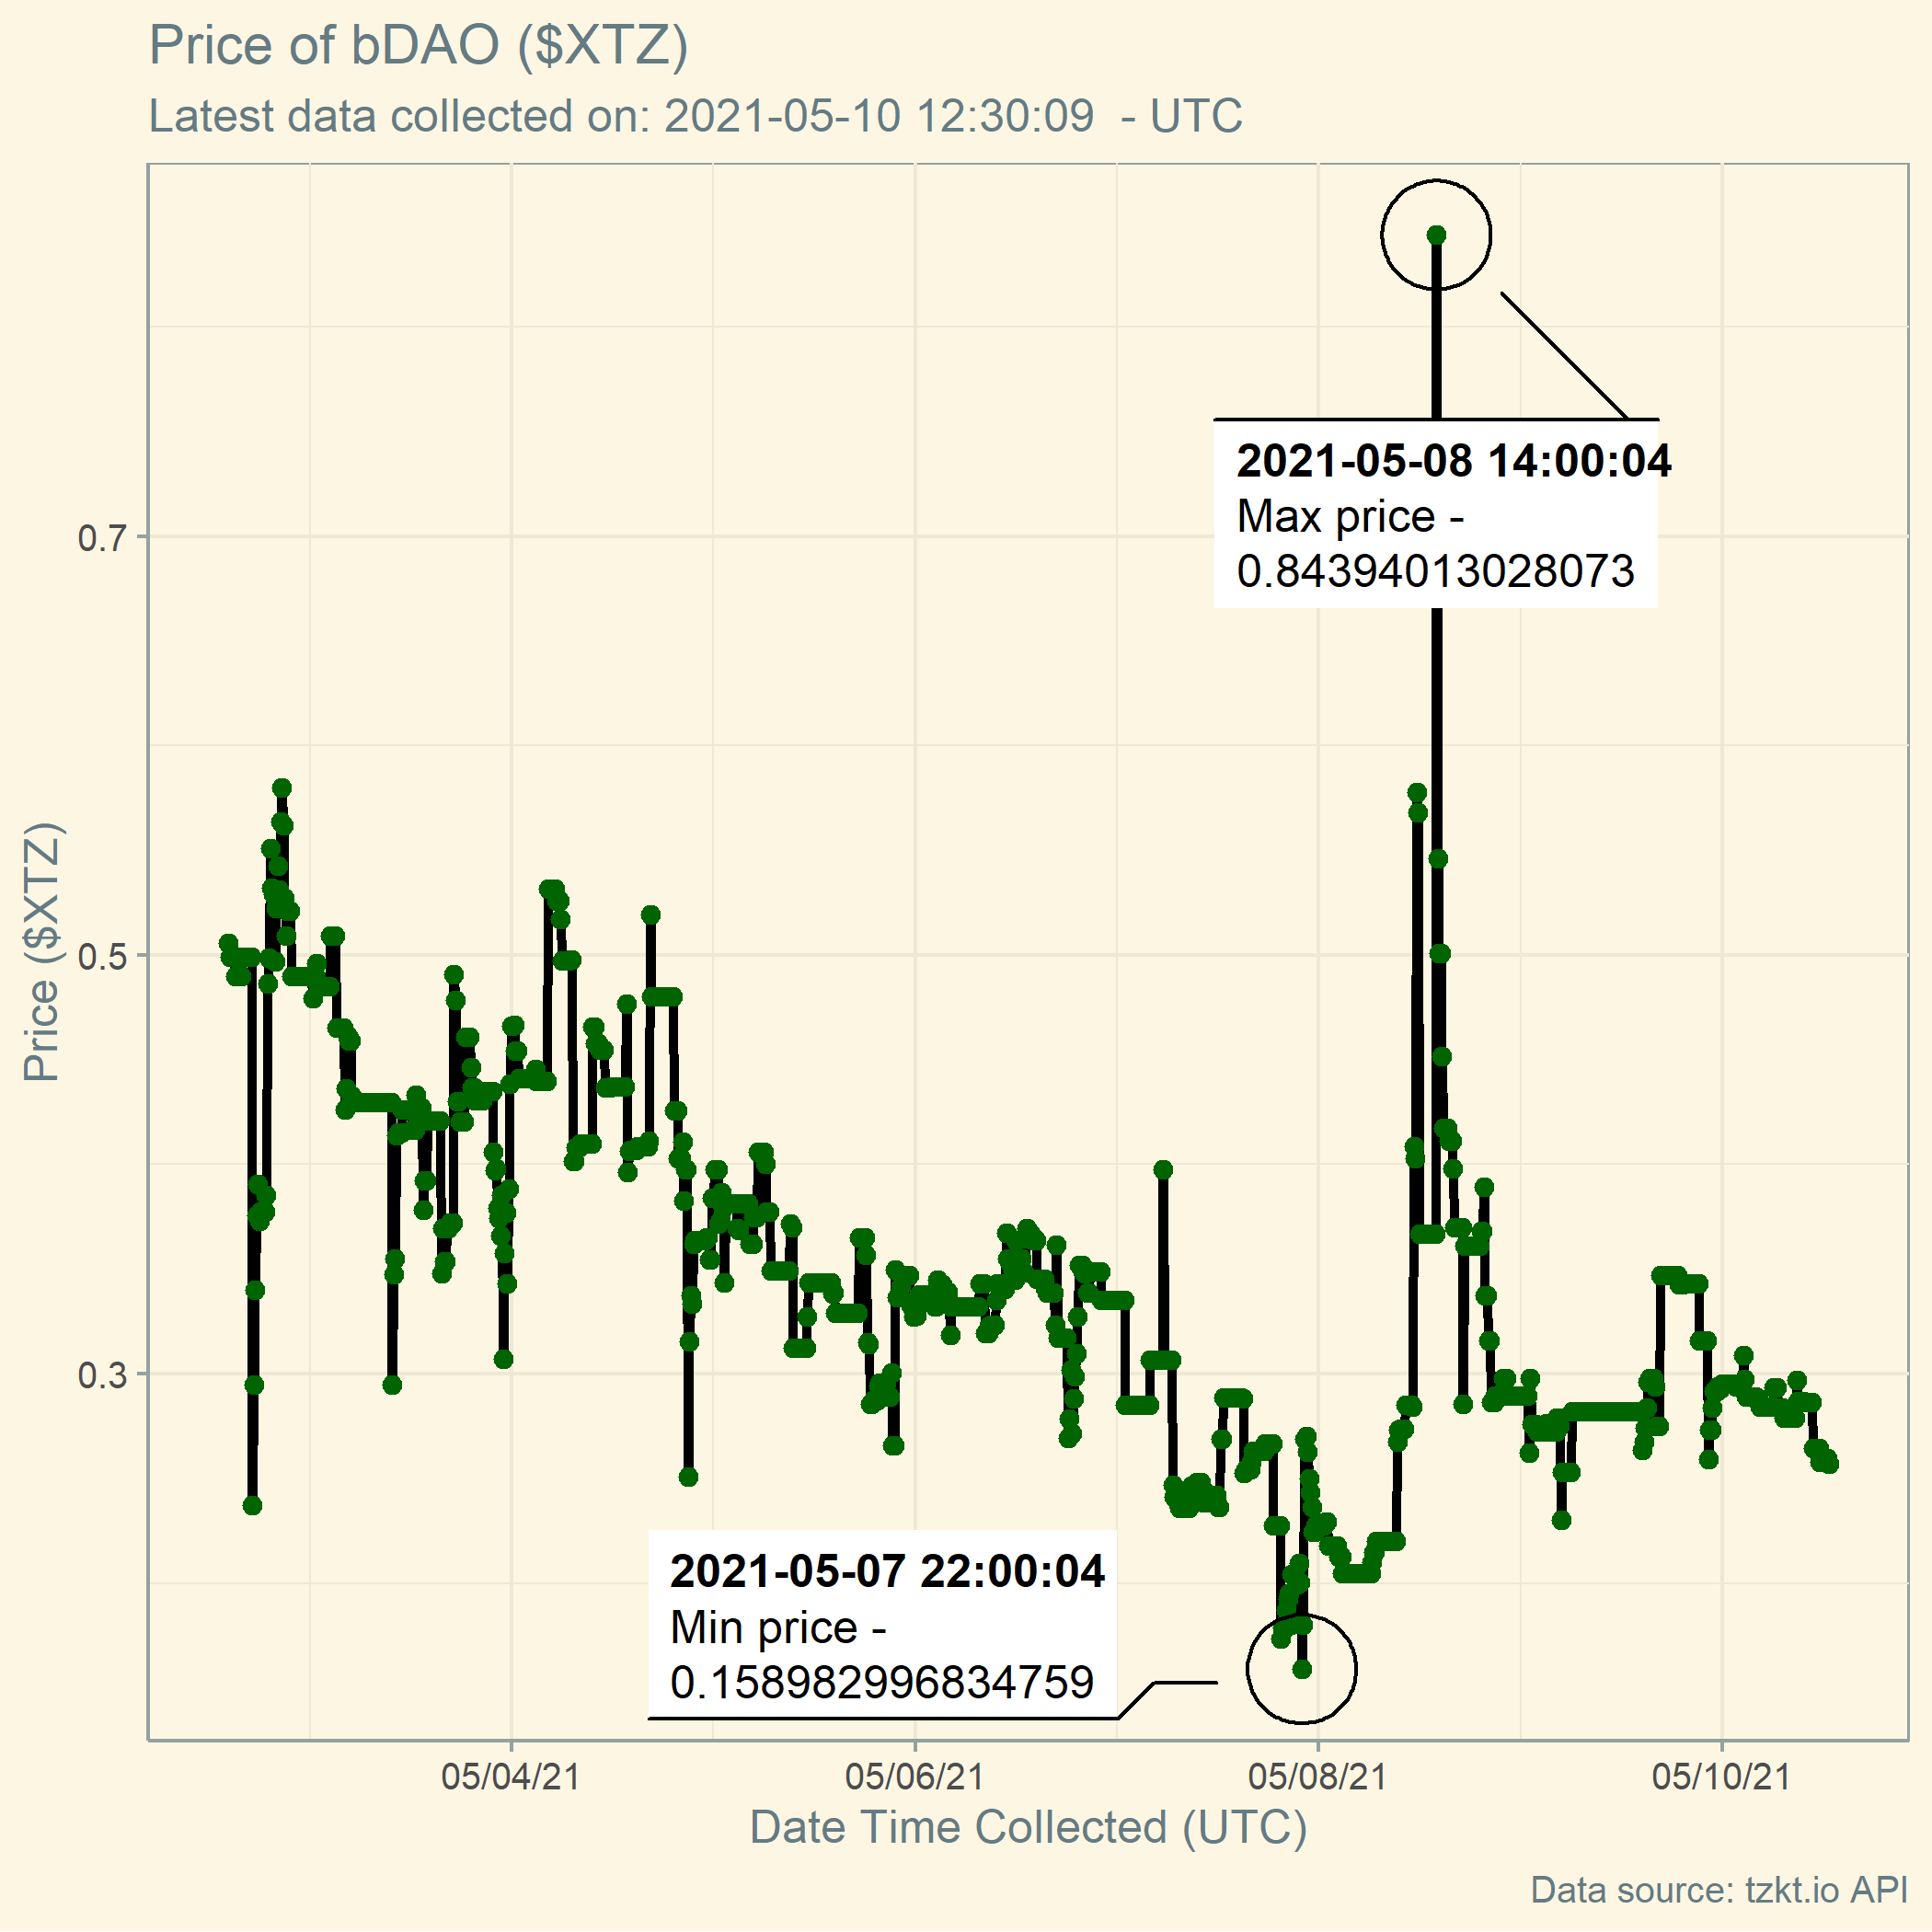 Price of bDAO ($XTZ)
Latest data collected on: 2021-05-10 12:30:09  - UTC
2021-05-08 14:00:04
Max price -
0.84394013028073
0.7
0.5
0.3
Price ($XTZ)
2021-05-07 22:00:04
Min price -
0.158982996834759
05/04/21
05/06/21
05/08/21
05/10/21
Date Time Collected (UTC)
Data source: tzkt.io API